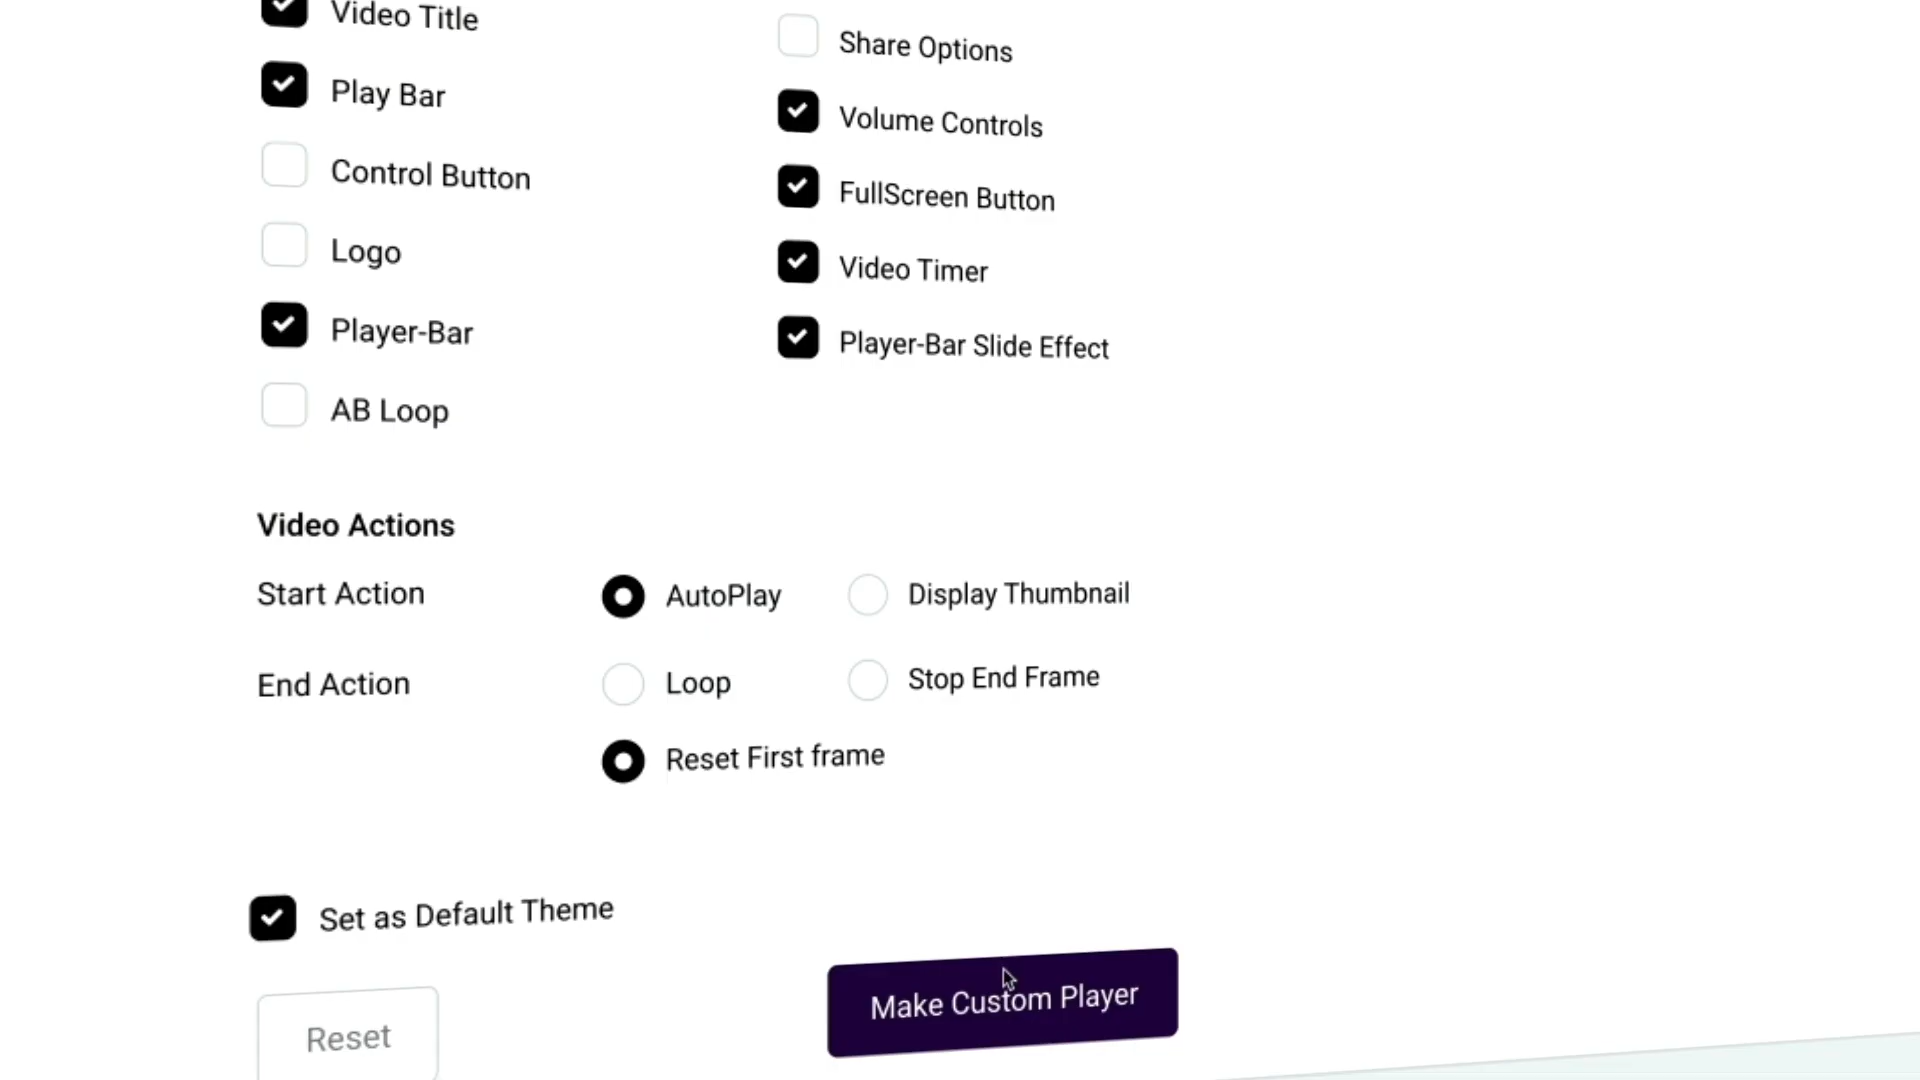 Video Title
Share Options
Play Bar
Volume Controls
Control Button
FullScreen Button
Logo
Video Timer
Player-Bar
Player-Bar Slide Effect
AB Loop
Video Actions
Start Action AutoPlay Display Thumbnail
End Action Loop Stop End Frame
Reset First frame
Set as Default Theme
Make Custom Player
Reset